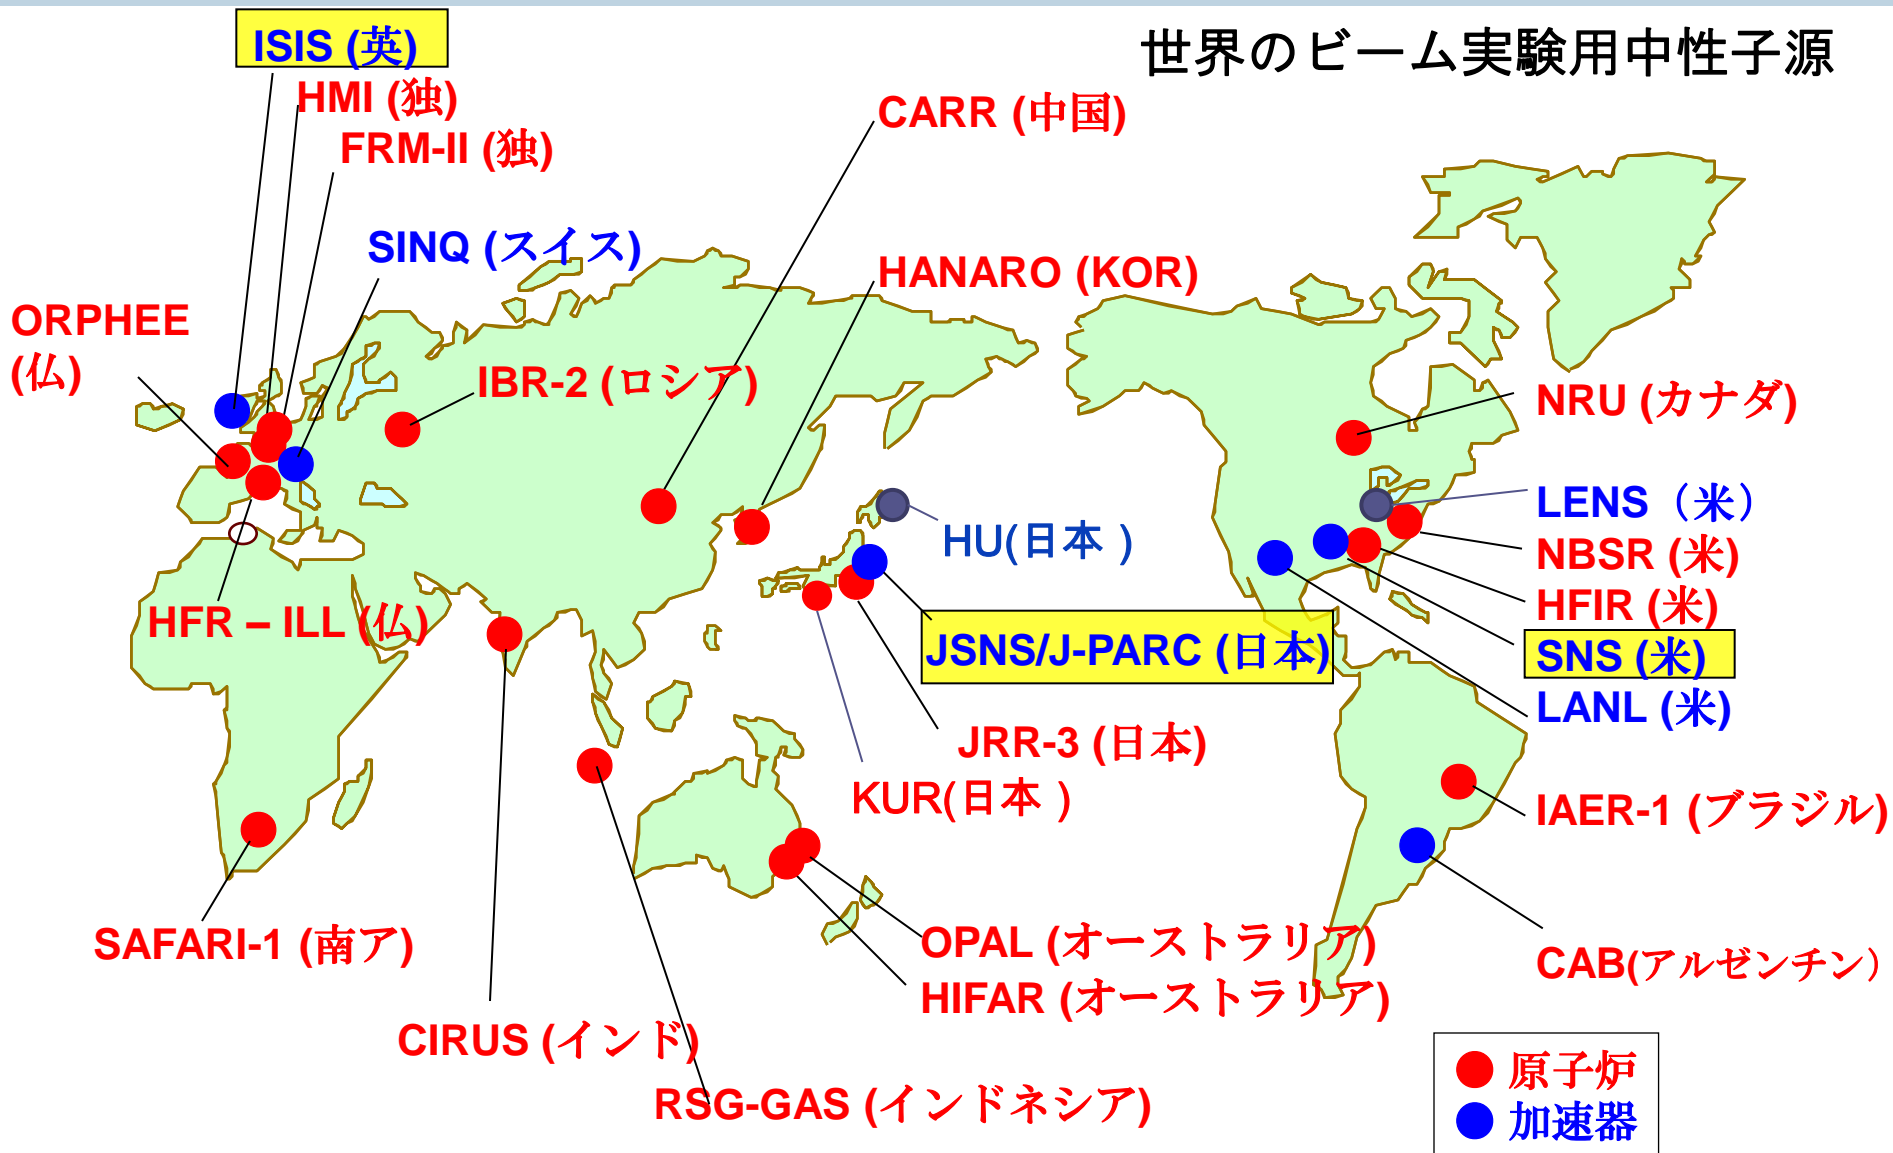 世界のビーム実験用中性子源
ISIS (英)
HMI (独)
FRM-II (独)
CARR (中国)
SINQ (スイス)
HANARO (KOR)
ORPHEE
(仏)
IBR-2 (ロシア)
NRU (カナダ)
LENS（米）
HU(日本 )
NBSR (米)
HFIR (米)
HFR – ILL (仏)
JSNS/J-PARC (日本)
SNS (米)
LANL (米)
JRR-3 (日本)
KUR(日本 )
IAER-1 (ブラジル)
SAFARI-1 (南ア)
OPAL (オーストラリア)
CAB(アルゼンチン）
HIFAR (オーストラリア)
CIRUS (インド)
RSG-GAS (インドネシア)
原子炉
加速器